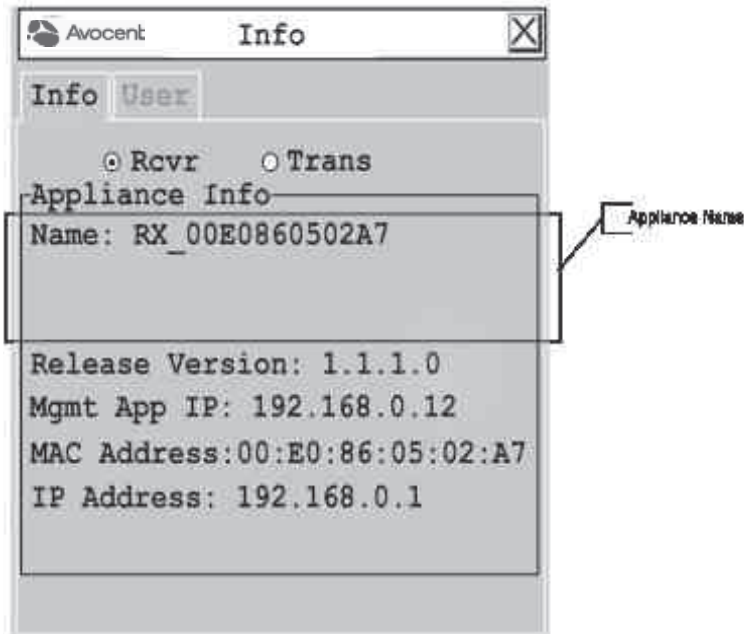 Avocent Info
Info User
Rcvr Trans
Appliance Info
Name: RX_00E0860502A7
Appliance Name
Release Version: 1.1.1.0
Mgmt App IP: 192.168.0.12
MAC Address:00:E0:86:05:02:A7
IP Address: 192.168.0.1